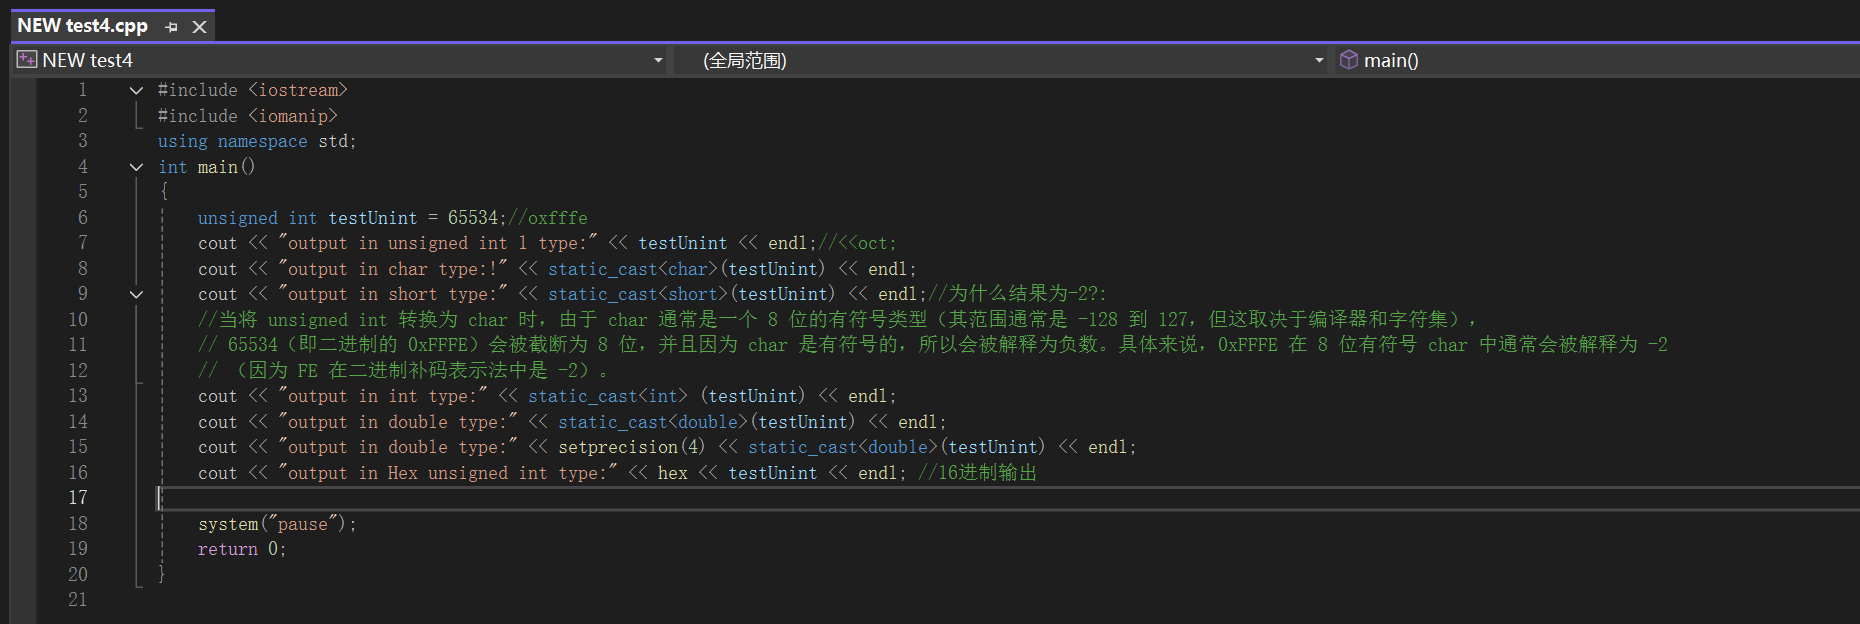 NEW test4.cpp
NEW test4 (全局范围) main()
1 #include <iostream>
2 #include <iomanip>
3 using namespace std;
4 int main()
5 {
6 unsigned int testUnint = 65534;//oxfffe
7 cout << "output in unsigned int l type:" << testUnint << endl;//<<oct;
8 cout << "output in char type:!" << static_cast<char>(testUnint) << endl;
9 cout << "output in short type:" << static_cast<short>(testUnint) << endl;//为什么结果为-2?:
10 //当将 unsigned int 转换为 char 时，由于 char 通常是一个 8 位的有符号类型（其范围通常是 -128 到 127，但这取决于编译器和字符集），
11 // 65534（即二进制的 0xFFFE）会被截断为 8 位，并且因为 char 是有符号的，所以会被解释为负数。具体来说，0xFFFE 在 8 位有符号 char 中通常会被解释为 -2
12 // （因为 FE 在二进制补码表示法中是 -2）。
13 cout << "output in int type:" << static_cast<int> (testUnint) << endl;
14 cout << "output in double type:" << static_cast<double>(testUnint) << endl;
15 cout << "output in double type:" << setprecision(4) << static_cast<double>(testUnint) << endl;
16 cout << "output in Hex unsigned int type:" << hex << testUnint << endl; //16进制输出
17
18 system("pause");
19 return 0;
20 }
21